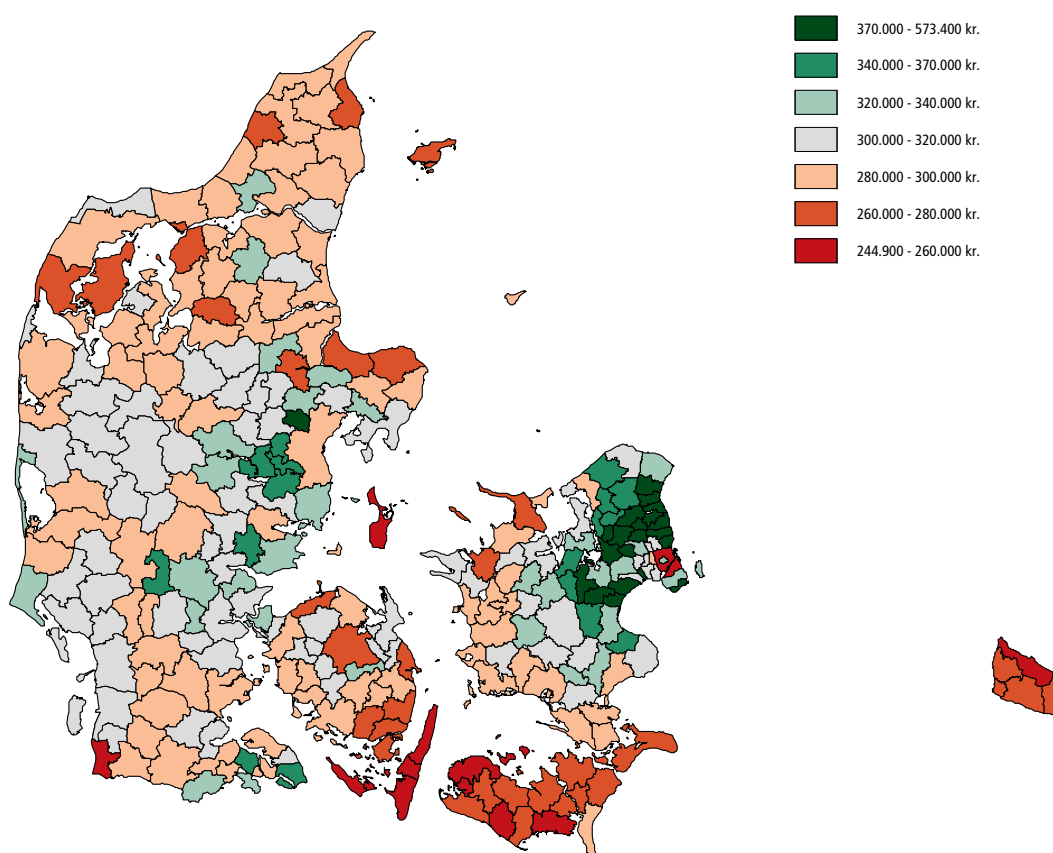 370.000 - 573.400 kr.
340.000 - 370.000 kr.
320.000 - 340.000 kr.
300.000 - 320.000 kr.
280.000 - 300.000 kr.
260.000 - 280.000 kr.
244.900 - 260.000 kr.